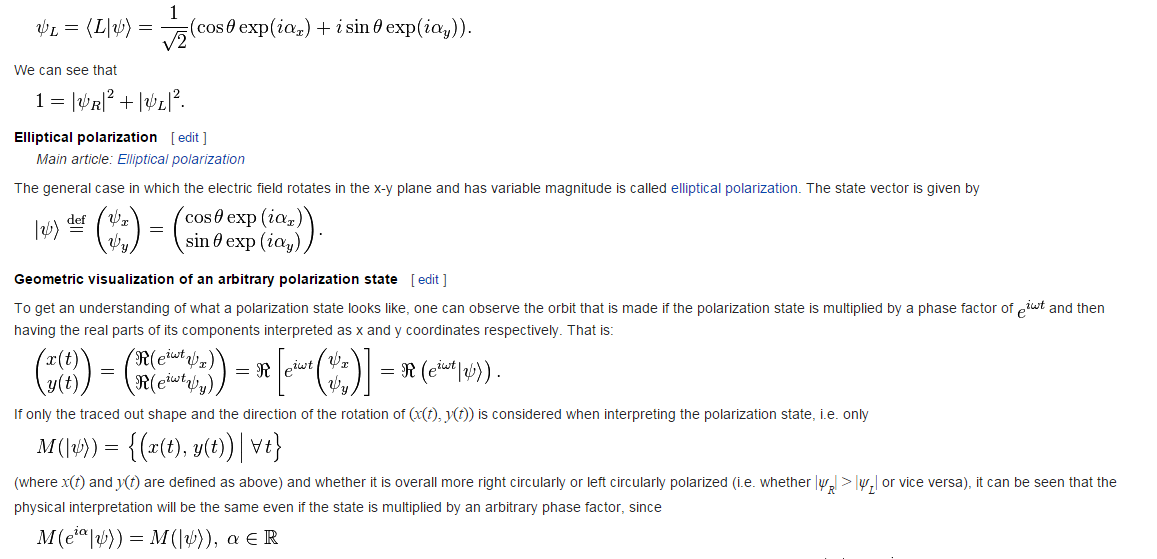 ψ_L = ⟨L|ψ⟩ = 1/√2 (cos θ exp(iα_x) + i sin θ exp(iα_y)).
We can see that
1 = |ψ_R|² + |ψ_L|².
Elliptical polarization [ edit ]
Main article: Elliptical polarization
The general case in which the electric field rotates in the x-y plane and has variable magnitude is called elliptical polarization. The state vector is given by
|ψ⟩ def= (ψ_x ψ_y) = (cos θ exp (iα_x) sin θ exp (iα_y)).
Geometric visualization of an arbitrary polarization state [ edit ]
To get an understanding of what a polarization state looks like, one can observe the orbit that is made if the polarization state is multiplied by a phase factor of e^{iωt} and then
having the real parts of its components interpreted as x and y coordinates respectively. That is:
(x(t) y(t)) = (ℜ(e^{iωt}ψ_x) ℜ(e^{iωt}ψ_y)) = ℜ [e^{iωt} (ψ_x ψ_y)] = ℜ (e^{iωt}|ψ⟩) .
If only the traced out shape and the direction of the rotation of (x(t), y(t)) is considered when interpreting the polarization state, i.e. only
M(|ψ⟩) = {(x(t), y(t)) | ∀t}
(where x(t) and y(t) are defined as above) and whether it is overall more right circularly or left circularly polarized (i.e. whether |ψ_R| > |ψ_L| or vice versa), it can be seen that the
physical interpretation will be the same even if the state is multiplied by an arbitrary phase factor, since
M(e^{iα}|ψ⟩) = M(|ψ⟩), α ∈ ℝ